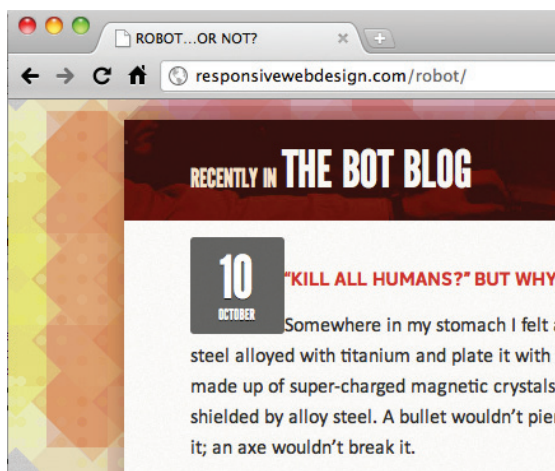 ROBOT...OR NOT?
responsivewebdesign.com/robot/
RECENTLY IN THE BOT BLOG
10
OCTOBER
“KILL ALL HUMANS?” BUT WHY
Somewhere in my stomach I felt
steel alloyed with titanium and plate it with
made up of super-charged magnetic crystals
shielded by alloy steel. A bullet wouldn’t
it; an axe wouldn’t break it.